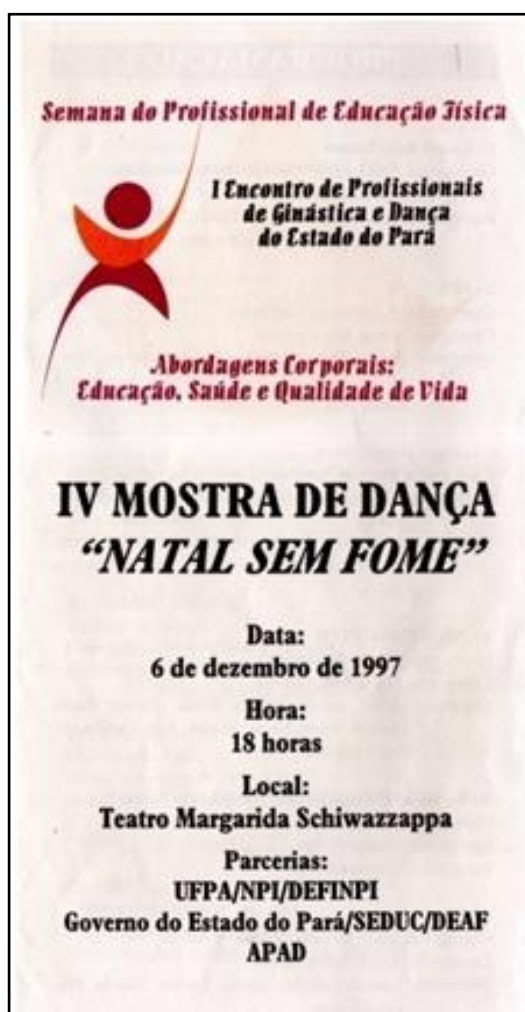 Semana do Profissional de Educação Física
I Encontro de Profissionais
de Ginástica e Dança
do Estado do Pará
Abordagens Corporais:
Educação, Saúde e Qualidade de Vida
IV MOSTRA DE DANÇA
“NATAL SEM FOME”
Data:
6 de dezembro de 1997
Hora:
18 horas
Local:
Teatro Margarida Schiwazzappa
Parcerias:
UFPA/NPI/DEFINPI
Governo do Estado do Pará/SEDUC/DEAF
APAD